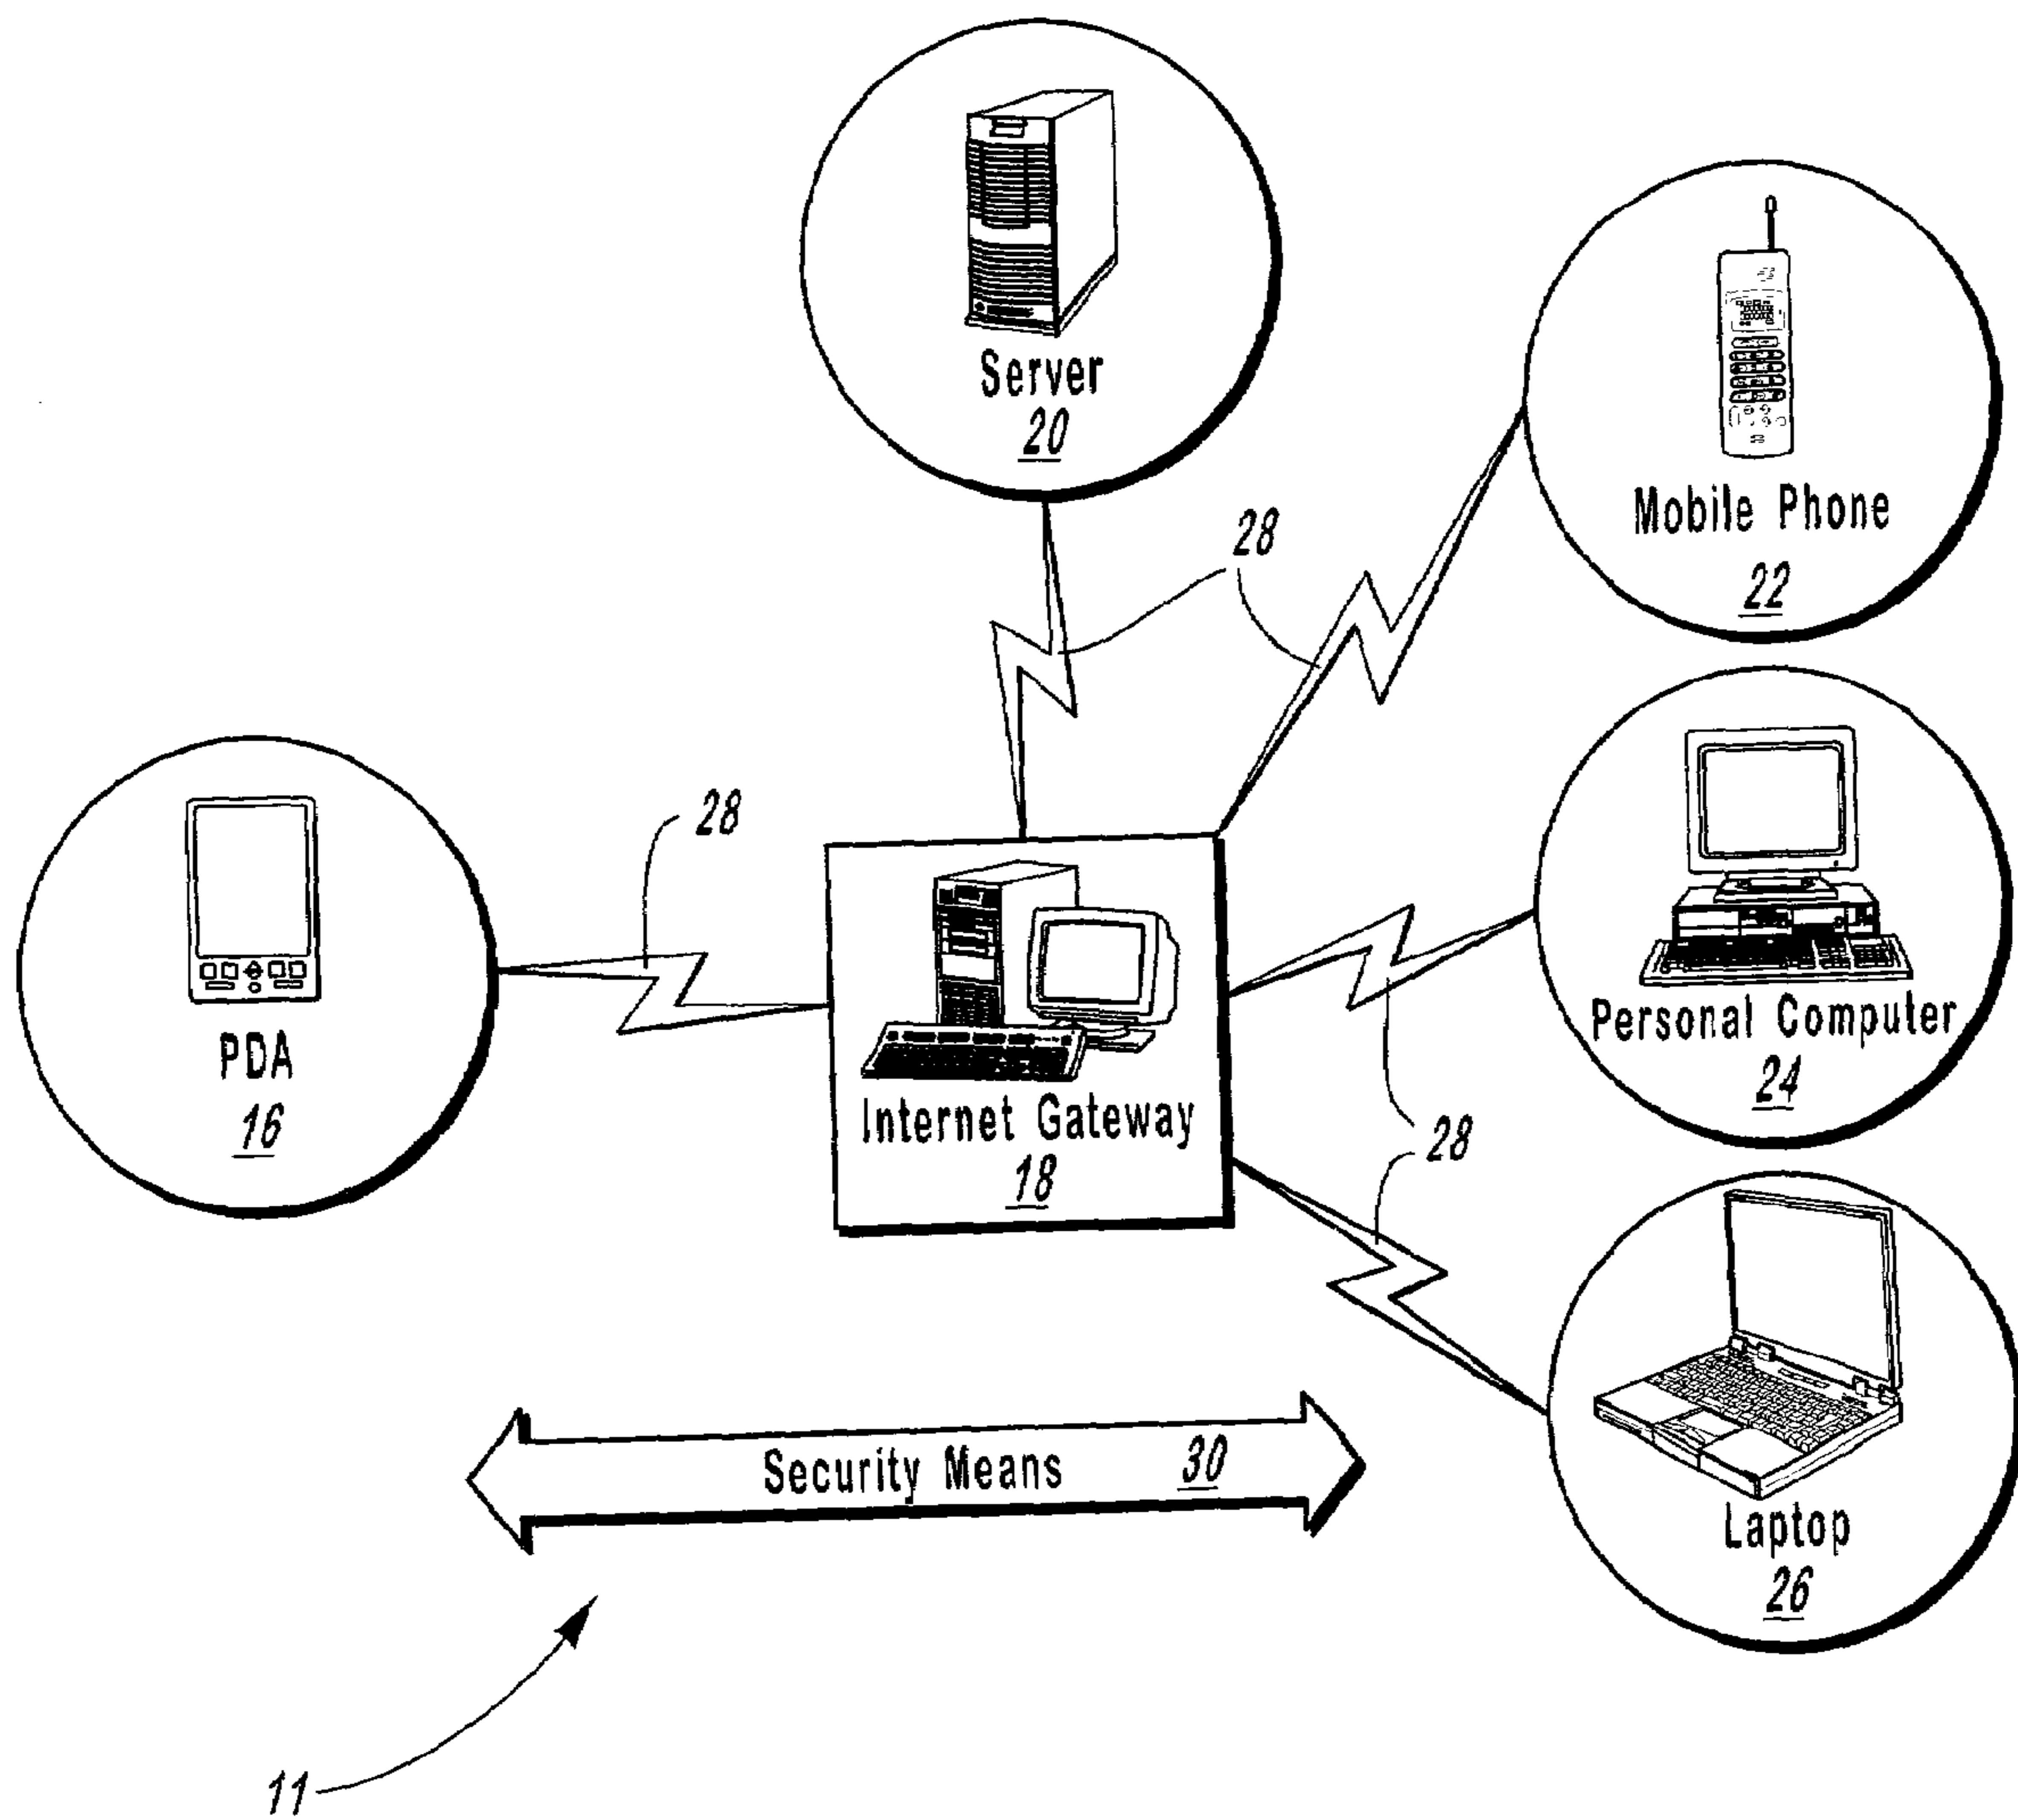 Server
20
Mobile Phone
22
28
28
PDA
16
Internet Gateway
18
Personal Computer
24
28
Laptop
26
Security Means 30
11